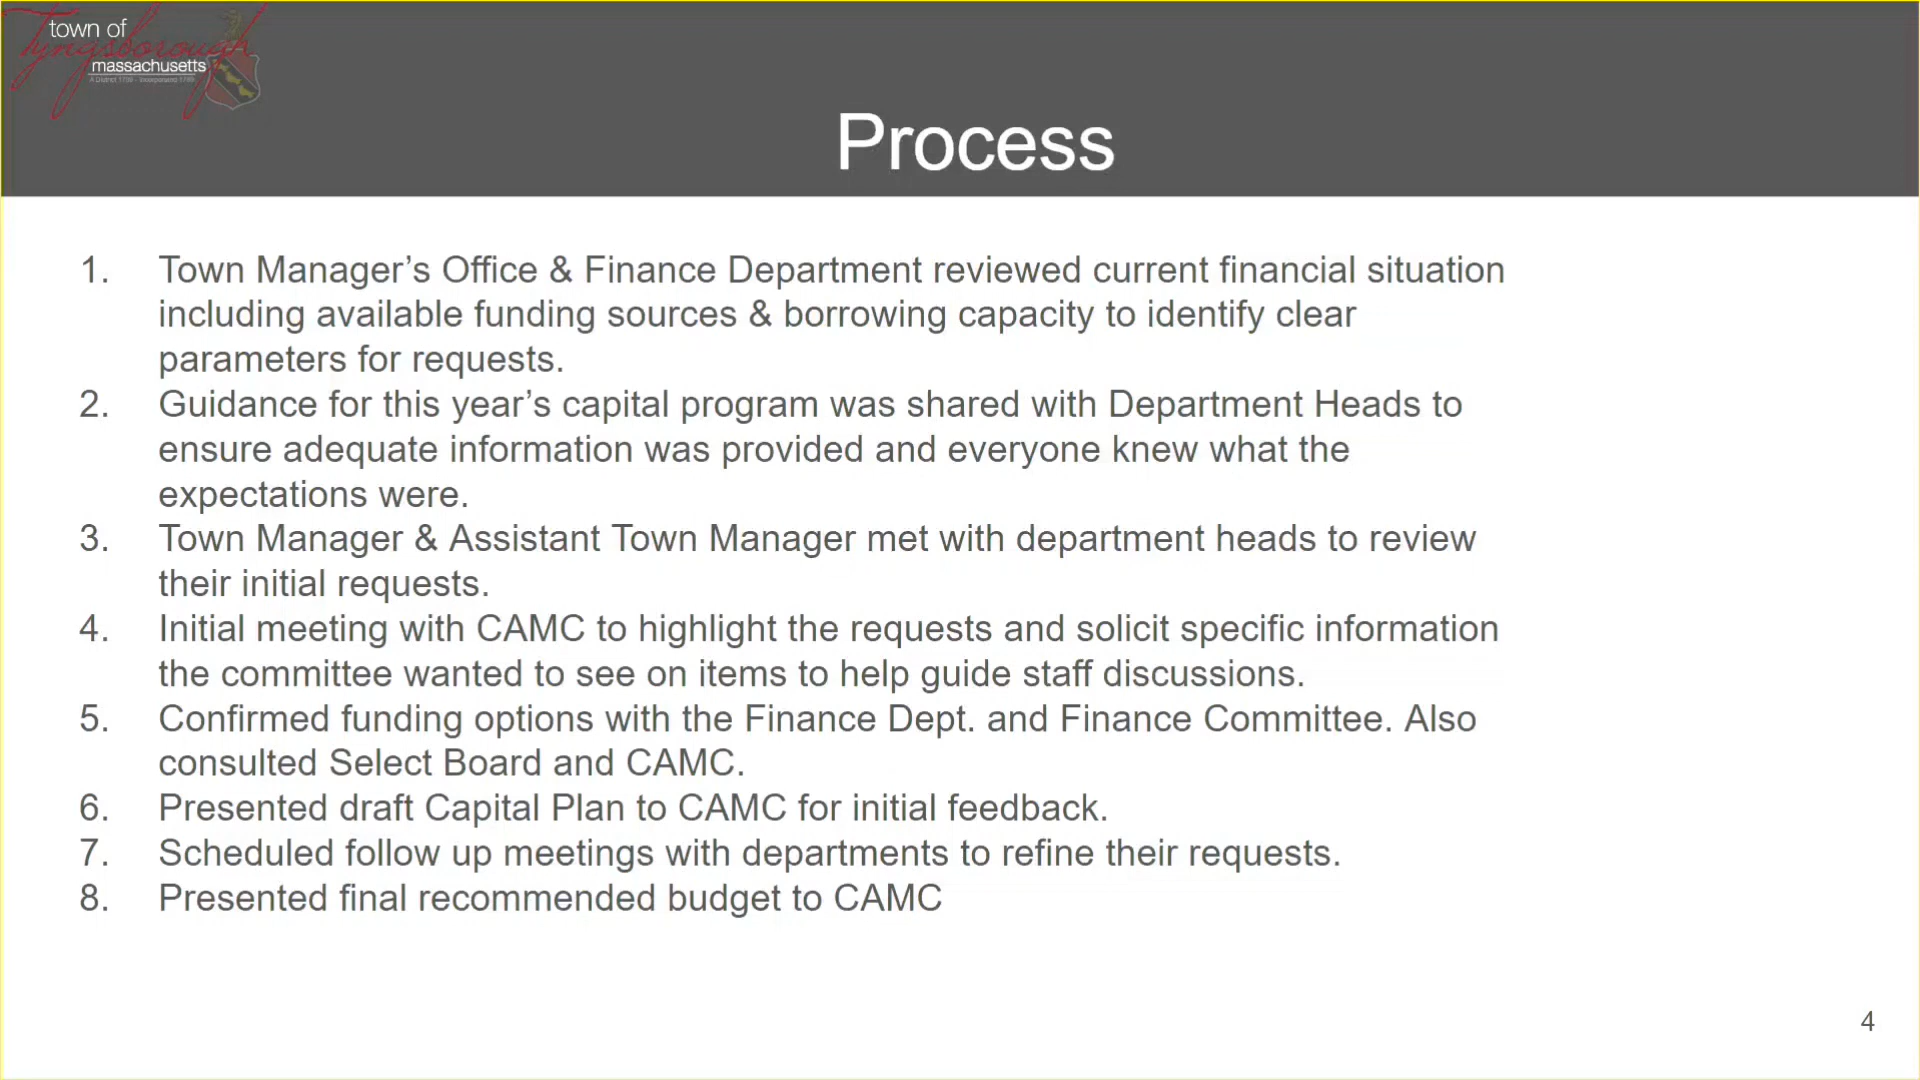 town of
Tyngsborough
massachusetts
Process
1. Town Manager’s Office & Finance Department reviewed current financial situation
including available funding sources & borrowing capacity to identify clear
parameters for requests.
2. Guidance for this year’s capital program was shared with Department Heads to
ensure adequate information was provided and everyone knew what the
expectations were.
3. Town Manager & Assistant Town Manager met with department heads to review
their initial requests.
4. Initial meeting with CAMC to highlight the requests and solicit specific information
the committee wanted to see on items to help guide staff discussions.
5. Confirmed funding options with the Finance Dept. and Finance Committee. Also
consulted Select Board and CAMC.
6. Presented draft Capital Plan to CAMC for initial feedback.
7. Scheduled follow up meetings with departments to refine their requests.
8. Presented final recommended budget to CAMC
4